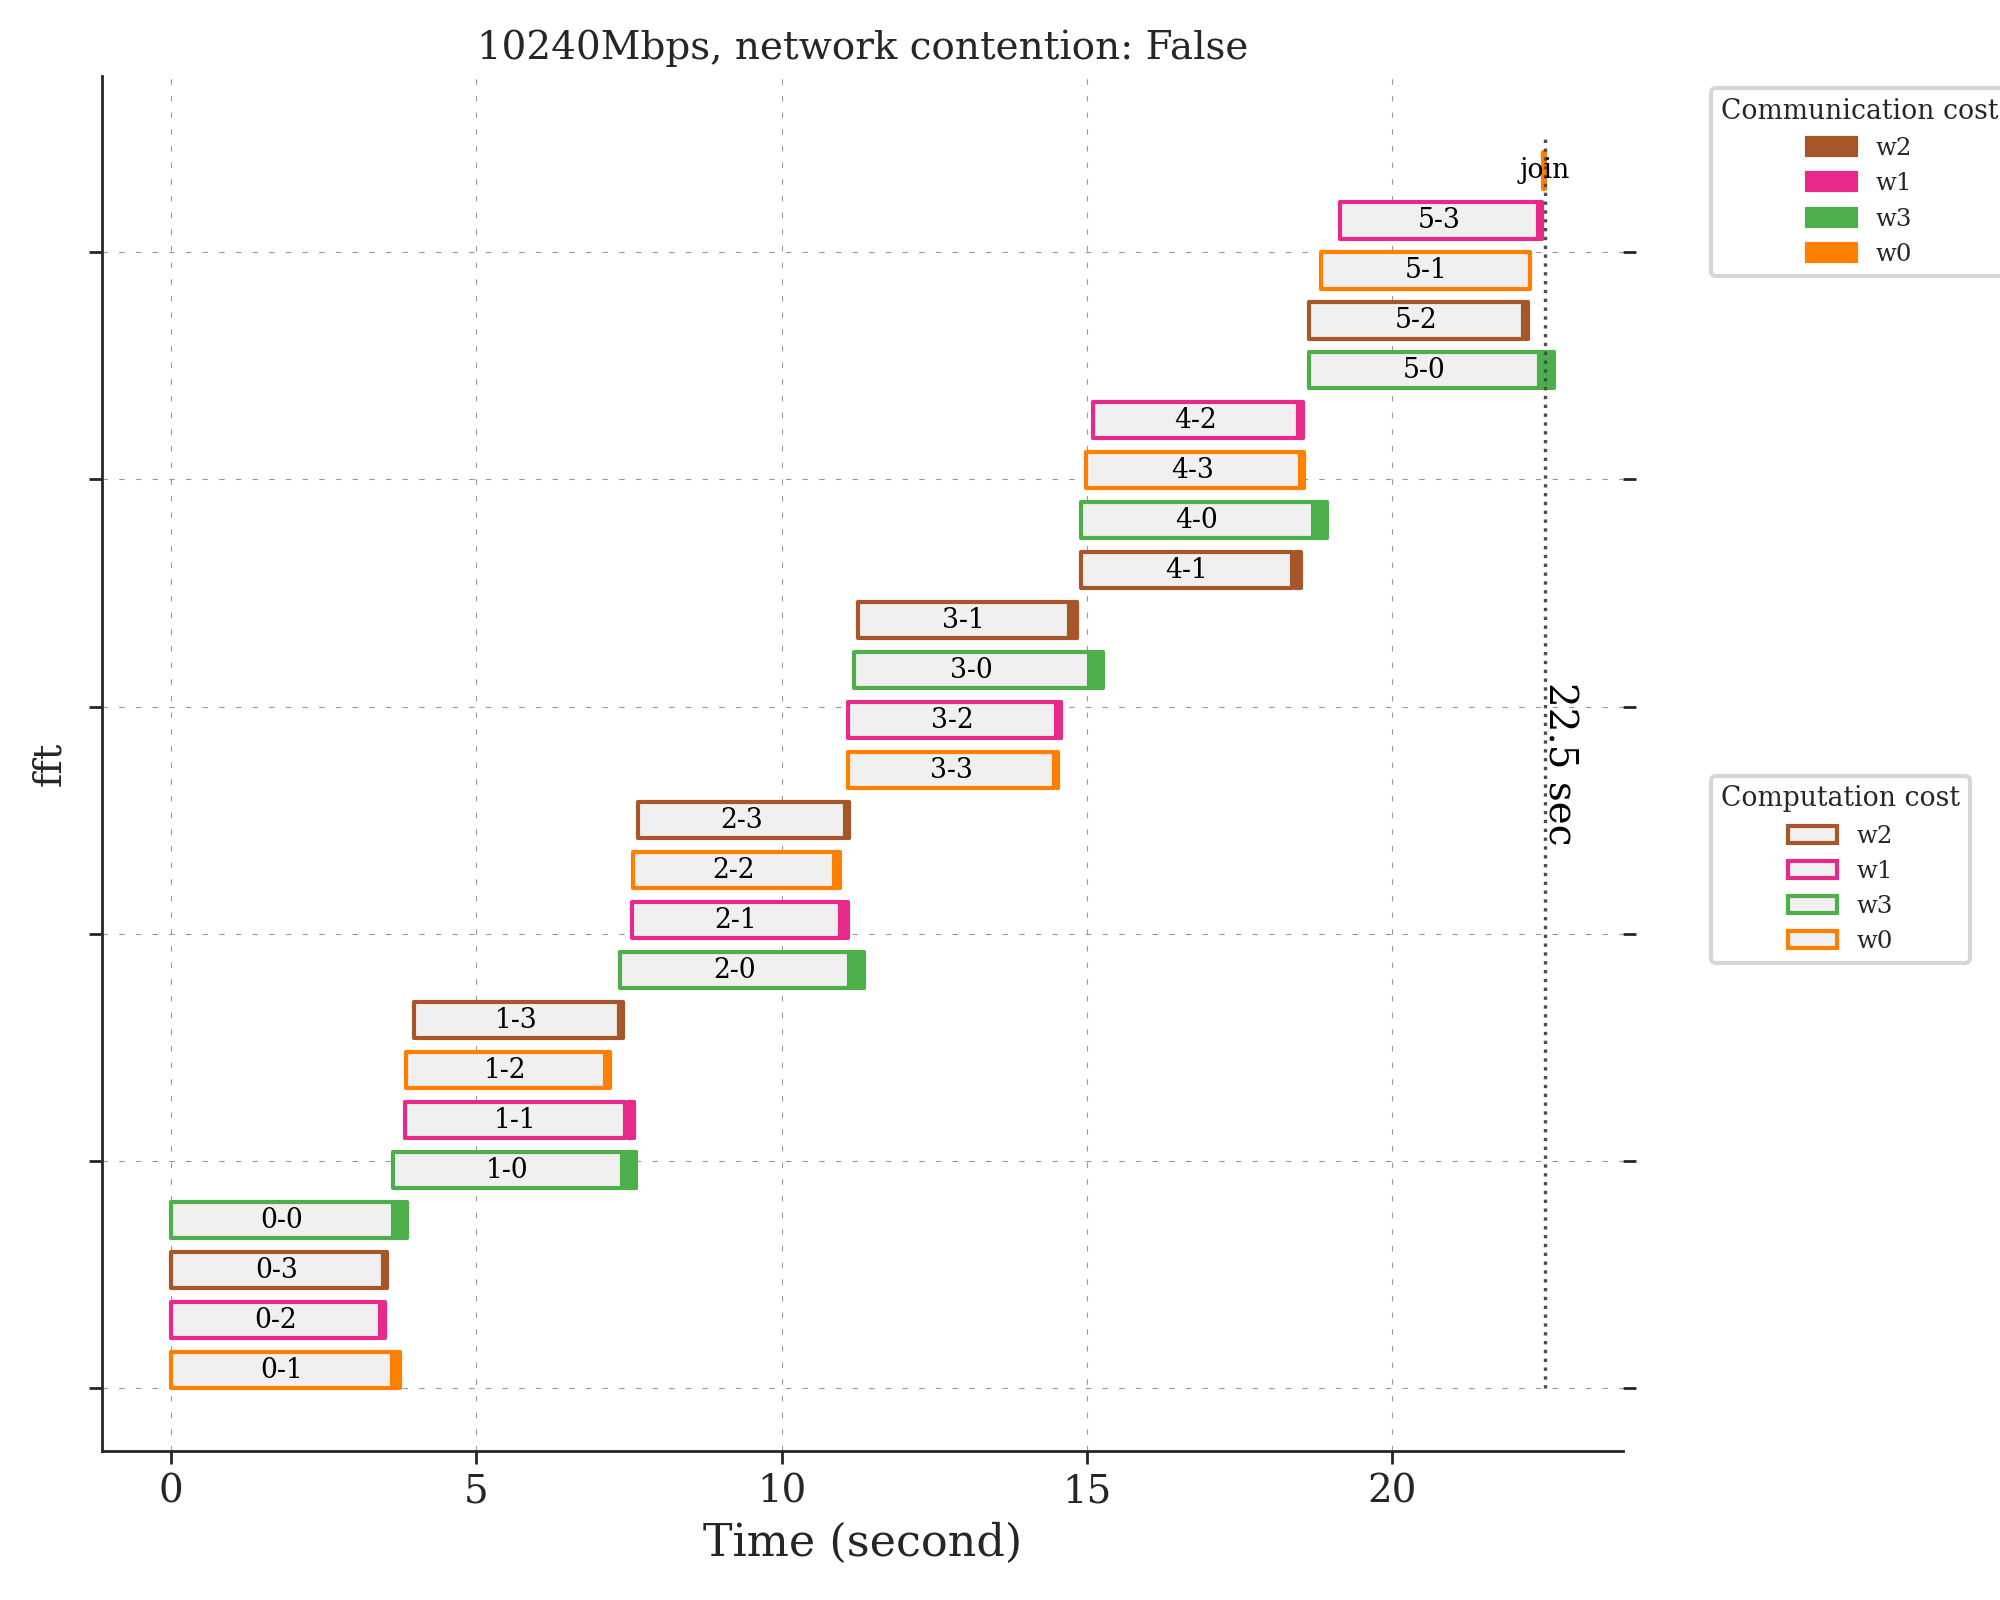 10240Mbps, network contention: False
Communication cost
w2
w1
w3
w0
join
5-3
5-1
5-2
5-0
4-2
4-3
4-0
4-1
3-1
3-0
3-2
3-3
2-3
2-2
2-1
2-0
1-3
1-2
1-1
1-0
0-0
0-3
0-2
0-1
22.5 sec
Computation cost
w2
w1
w3
w0
fft
0
5
10
15
20
Time (second)